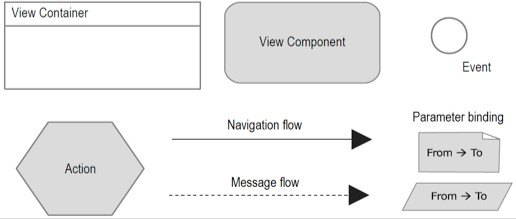 View Container
View Component
Event
Action
Navigation flow
Message flow
Parameter binding
From → To
From → To